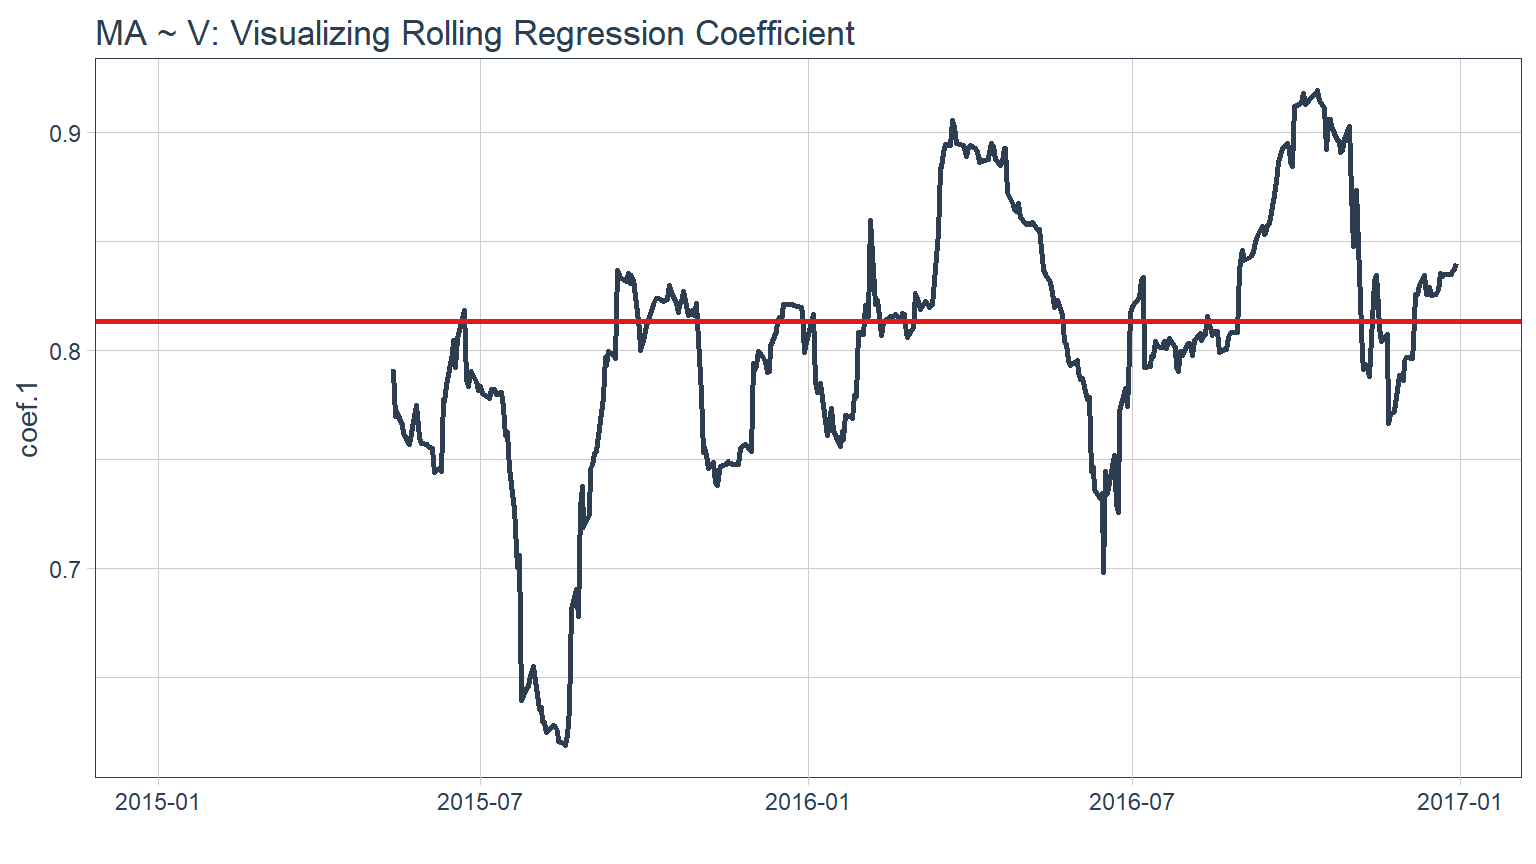 MA ~ V: Visualizing Rolling Regression Coefficient
coef.1
0.9
0.8
0.7
2015-01 2015-07 2016-01 2016-07 2017-01